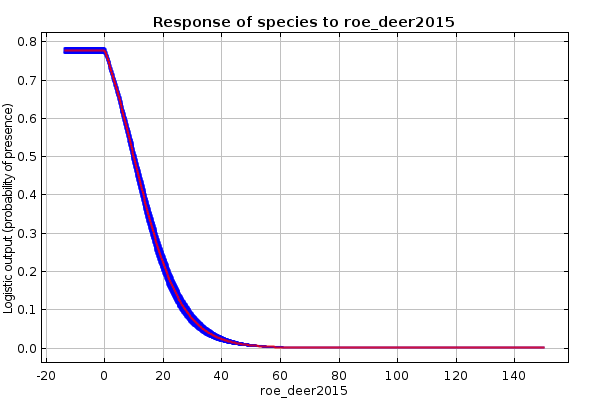 Response of species to roe_deer2015
Logistic output (probability of presence)
0.8
0.7
0.6
0.5
0.4
0.3
0.2
0.1
0.0
-20 0 20 40 60 80 100 120 140
roe_deer2015